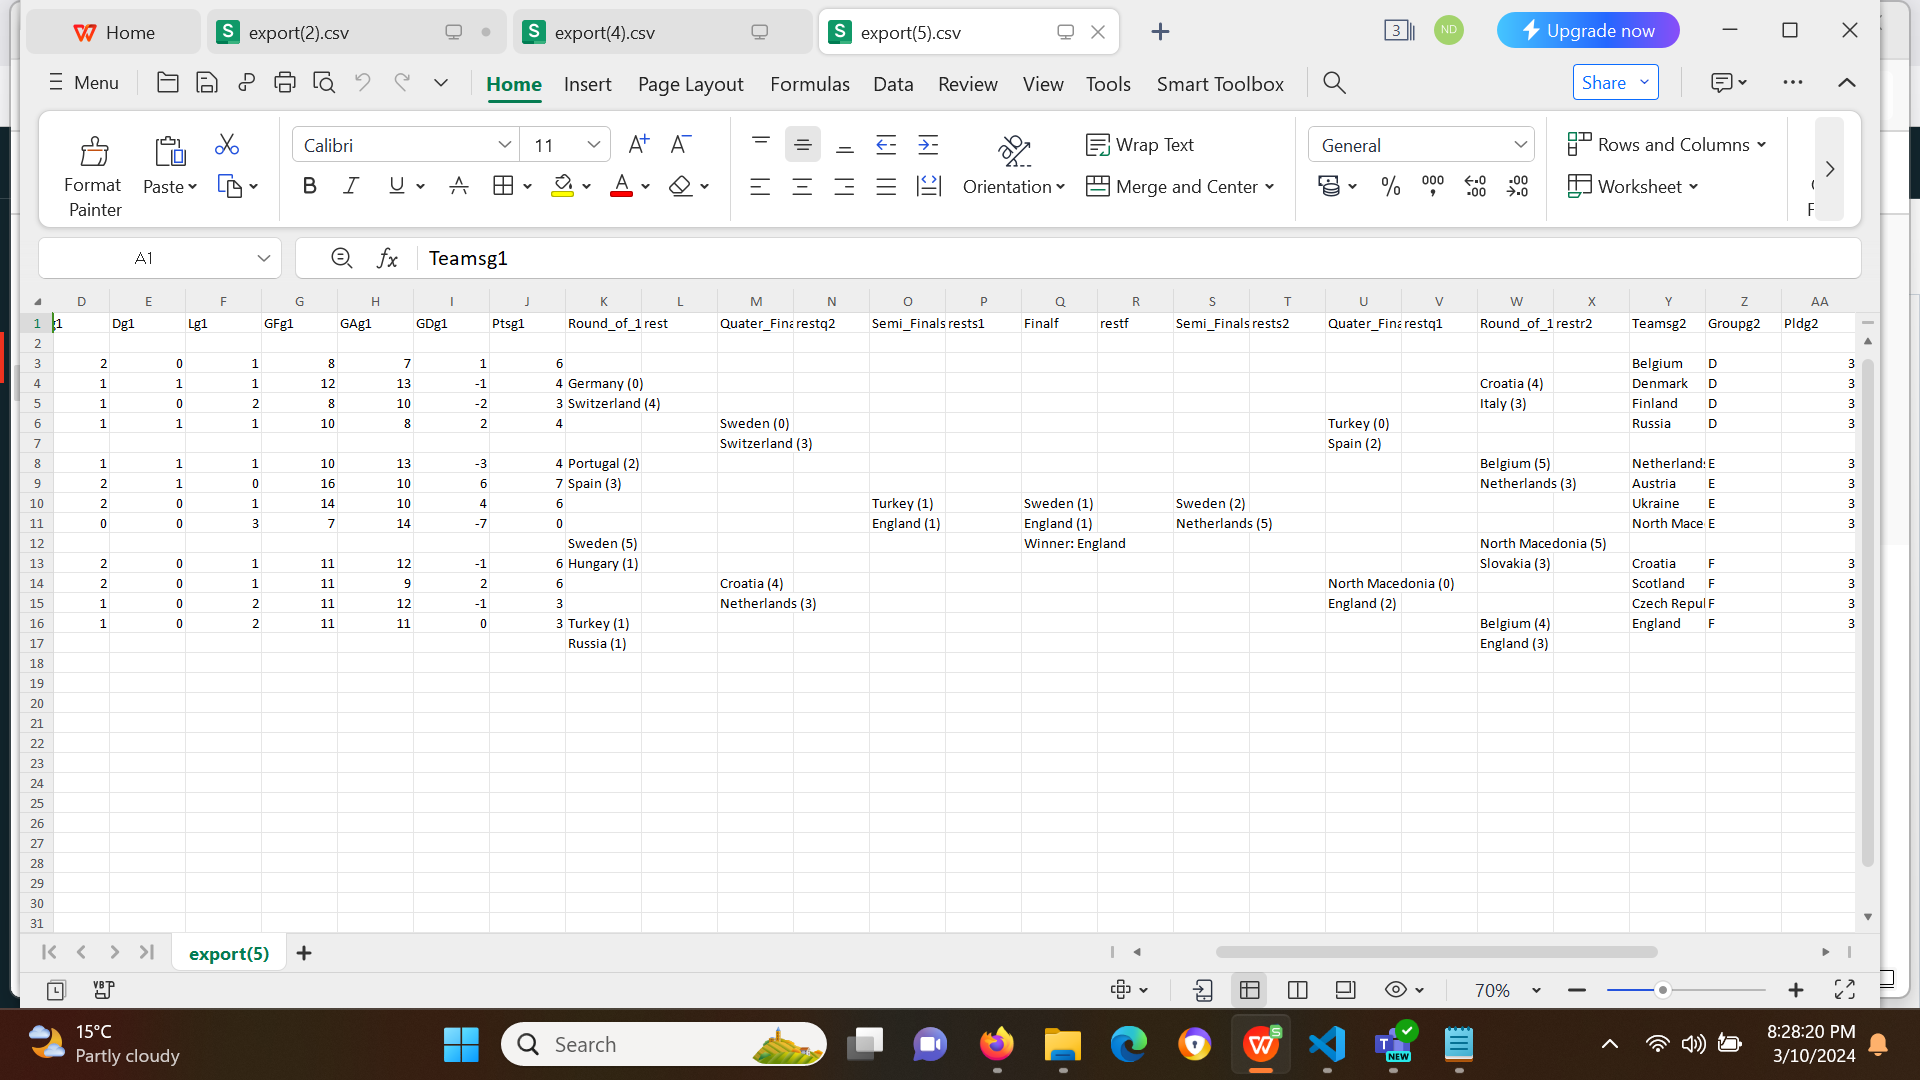 Home export(2).csv export(4).csv export(5).csv 3 ND Upgrade now
Menu Home Insert Page Layout Formulas Data Review View Tools Smart Toolbox Share
Format Painter Paste Calibri 11 Wrap Text General Rows and Columns
Orientation Merge and Center Worksheet
A1 fx Teamsg1
D E F G H I J K L M N O P Q R S T U V W X Y Z AA
1 Dg1 Lg1 GFg1 GAg1 GDg1 Ptsg1 Round_of_1 rest Quater_Fina restq2 Semi_Finals rests1 Finalf restf Semi_Finals rests2 Quater_Fina restq1 Round_of_1 restr2 Teamsg2 Groupg2 Pldg2
2
3 2 0 1 8 7 1 6 Belgium D 3
4 1 1 1 12 13 -1 4 Germany (0) Croatia (4) Denmark D 3
5 1 0 2 8 10 -2 3 Switzerland (4) Italy (3) Finland D 3
6 1 1 1 10 8 2 4 Sweden (0) Turkey (0) Russia D 3
7 Switzerland (3) Spain (2)
8 1 1 1 10 13 -3 4 Portugal (2) Belgium (5) Netherlands E 3
9 2 1 0 16 10 6 7 Spain (3) Netherlands (3) Austria E 3
10 2 0 1 14 10 4 6 Turkey (1) Sweden (1) Sweden (2) Ukraine E 3
11 0 0 3 7 14 -7 0 England (1) England (1) Netherlands (5) North Mace E 3
12 Sweden (5) Winner: England North Macedonia (5)
13 2 0 1 11 12 -1 6 Hungary (1) Slovakia (3) Croatia F 3
14 2 0 1 11 9 2 6 Croatia (4) North Macedonia (0) Scotland F 3
15 1 0 2 11 12 -1 3 Netherlands (3) England (2) Czech Repul F 3
16 1 0 2 11 11 0 3 Turkey (1) Belgium (4) England F 3
17 Russia (1) England (3)
18
19
20
21
22
23
24
25
26
27
28
29
30
31
export(5)
70%
15°C
Partly cloudy
Search
NEW
8:28:20 PM
3/10/2024